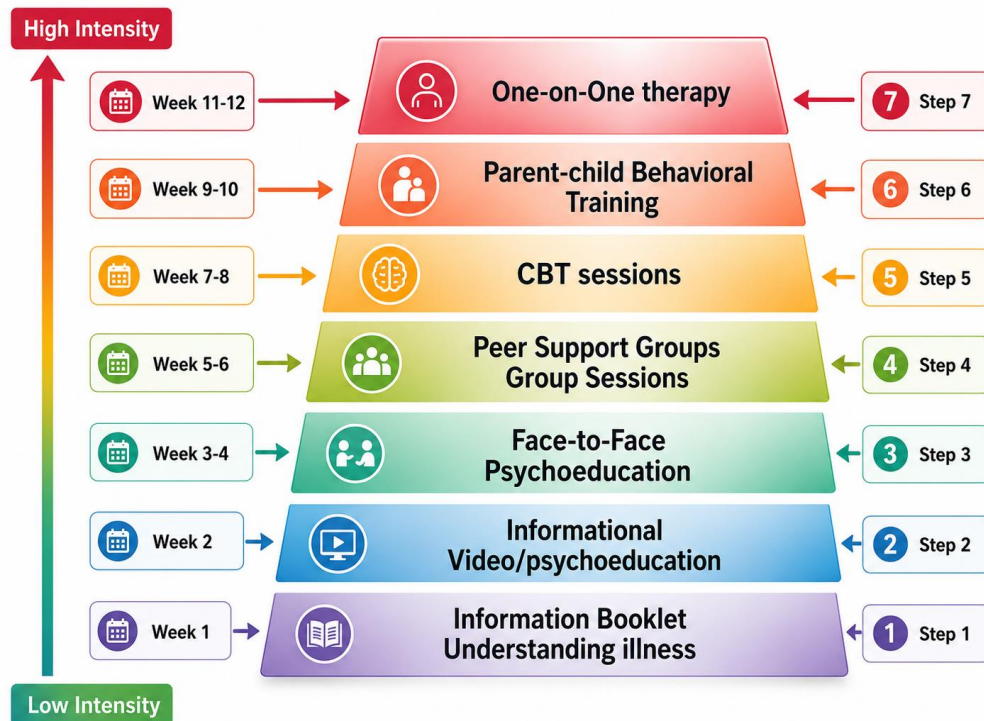 High Intensity
Week 11-12
One-on-One therapy
7 Step 7
Week 9-10
Parent-child Behavioral
Training
6 Step 6
Week 7-8
CBT sessions
5 Step 5
Week 5-6
Peer Support Groups
Group Sessions
4 Step 4
Week 3-4
Face-to-Face
Psychoeducation
3 Step 3
Week 2
Informational
Video/psychoeducation
2 Step 2
Week 1
Information Booklet
Understanding illness
1 Step 1
Low Intensity